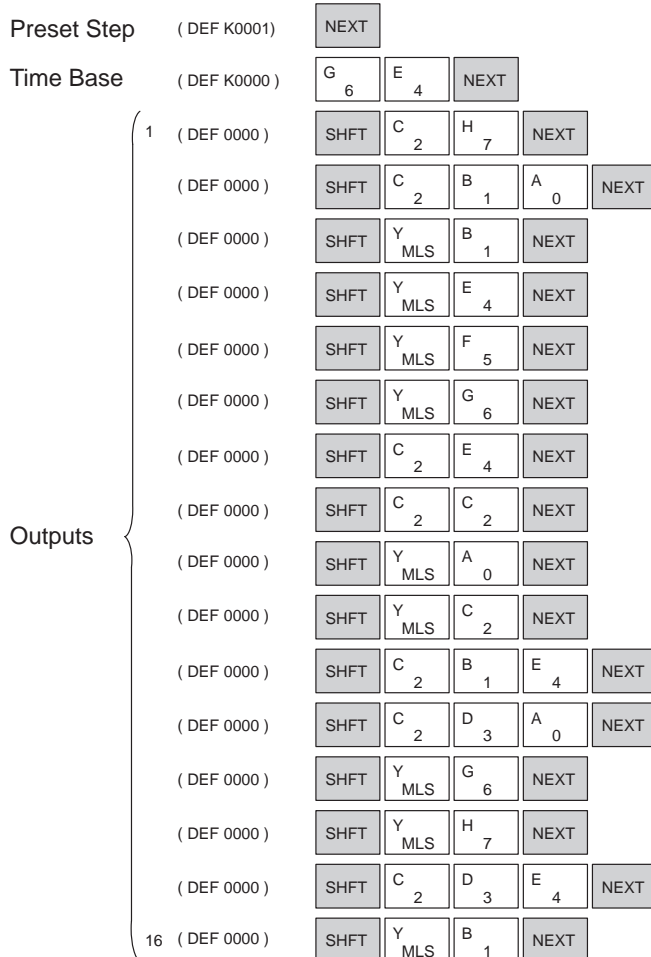 Preset Step ( DEF K0001) NEXT
Time Base ( DEF K0000 ) G 6 E 4 NEXT
1 ( DEF 0000 ) SHFT C 2 H 7 NEXT
( DEF 0000 ) SHFT C 2 B 1 A 0 NEXT
( DEF 0000 ) SHFT Y MLS B 1 NEXT
( DEF 0000 ) SHFT Y MLS E 4 NEXT
( DEF 0000 ) SHFT Y MLS F 5 NEXT
( DEF 0000 ) SHFT Y MLS G 6 NEXT
( DEF 0000 ) SHFT C 2 E 4 NEXT
( DEF 0000 ) SHFT C 2 C 2 NEXT
Outputs
( DEF 0000 ) SHFT Y MLS A 0 NEXT
( DEF 0000 ) SHFT Y MLS C 2 NEXT
( DEF 0000 ) SHFT C 2 B 1 E 4 NEXT
( DEF 0000 ) SHFT C 2 D 3 A 0 NEXT
( DEF 0000 ) SHFT Y MLS G 6 NEXT
( DEF 0000 ) SHFT Y MLS H 7 NEXT
( DEF 0000 ) SHFT C 2 D 3 E 4 NEXT
16 ( DEF 0000 ) SHFT Y MLS B 1 NEXT